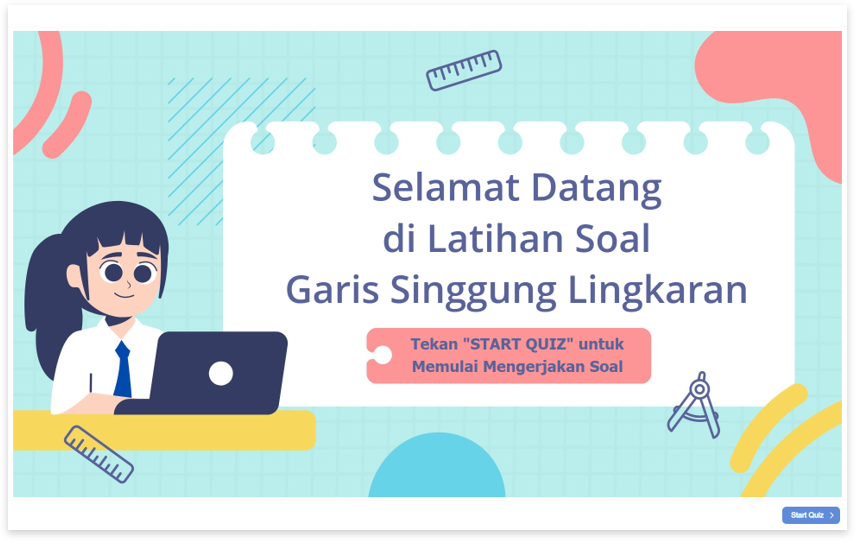 Selamat Datang
di Latihan Soal
Garis Singgung Lingkaran
Tekan "START QUIZ" untuk
Memulai Mengerjakan Soal
Start Quiz